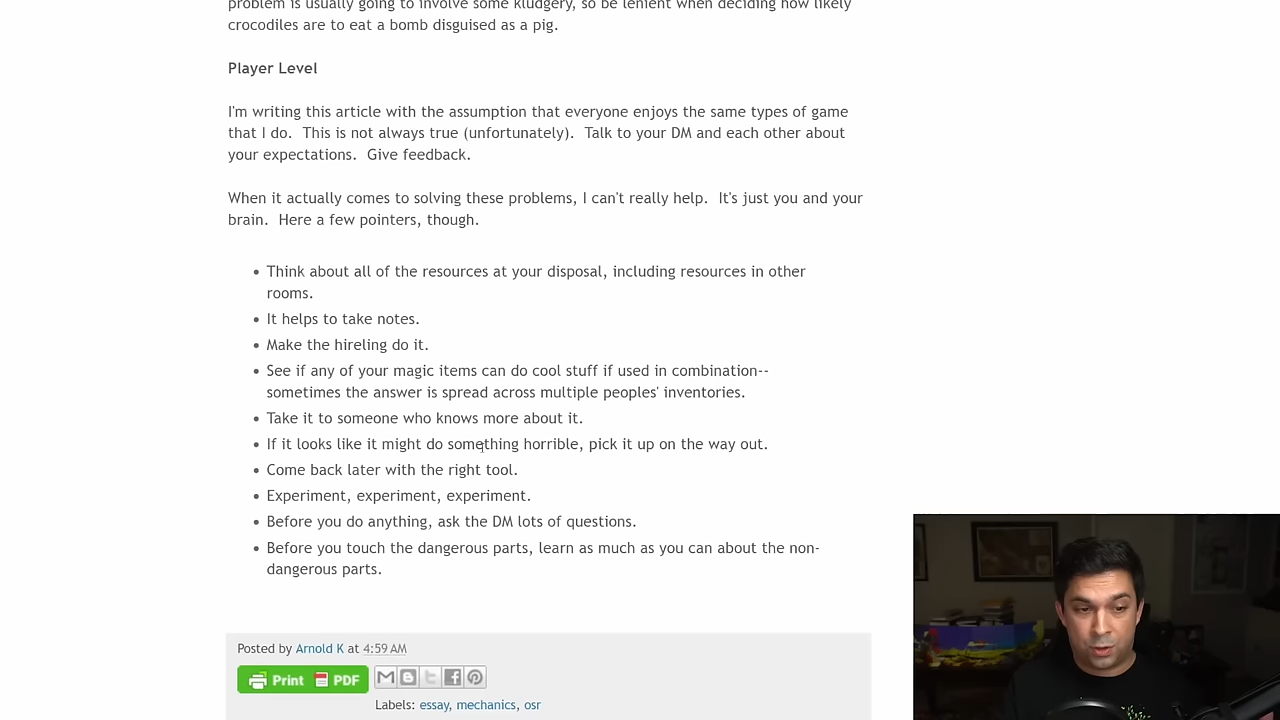 problem is usually going to involve some kludgery, so be lenient when deciding how likely
crocodiles are to eat a bomb disguised as a pig.
Player Level
I'm writing this article with the assumption that everyone enjoys the same types of game
that I do.  This is not always true (unfortunately).  Talk to your DM and each other about
your expectations.  Give feedback.
When it actually comes to solving these problems, I can't really help.  It's just you and your
brain.  Here a few pointers, though.
• Think about all of the resources at your disposal, including resources in other
rooms.
• It helps to take notes.
• Make the hireling do it.
• See if any of your magic items can do cool stuff if used in combination--
sometimes the answer is spread across multiple peoples' inventories.
• Take it to someone who knows more about it.
• If it looks like it might do something horrible, pick it up on the way out.
• Come back later with the right tool.
• Experiment, experiment, experiment.
• Before you do anything, ask the DM lots of questions.
• Before you touch the dangerous parts, learn as much as you can about the non-
dangerous parts.
Posted by Arnold K at 4:59 AM
Print PDF
Labels: essay, mechanics, osr